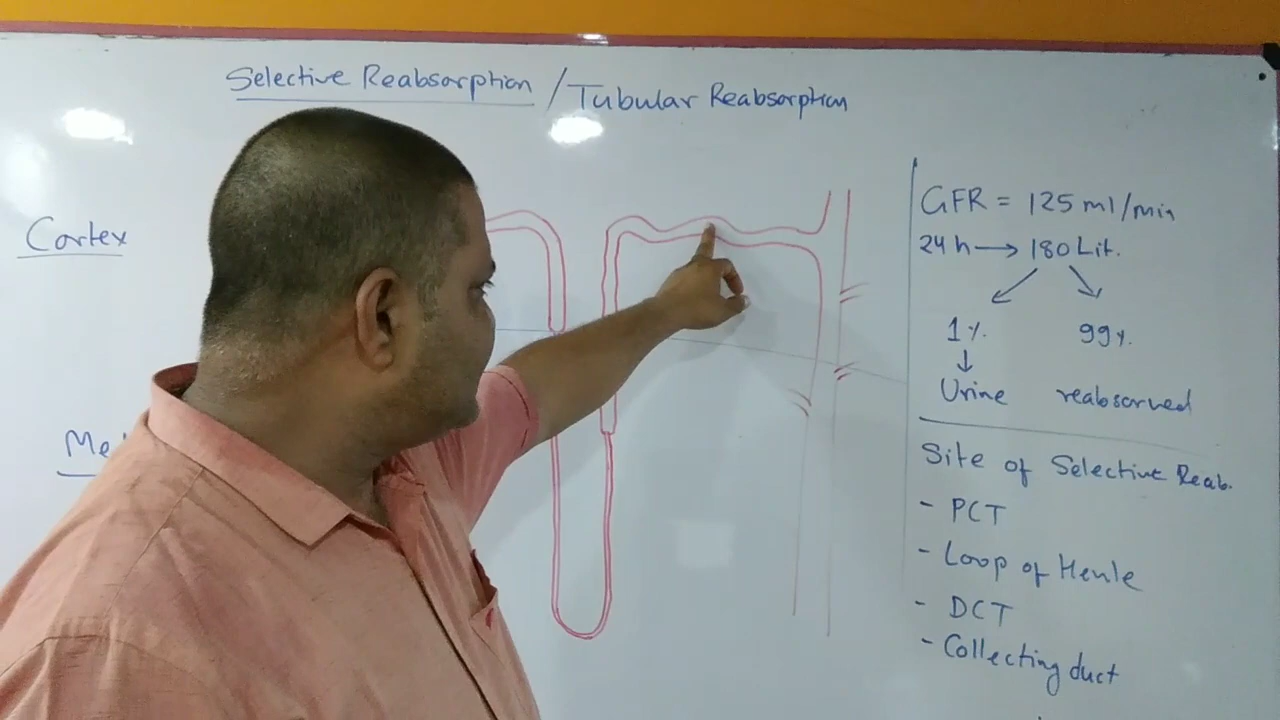 Selective Reabsorption / Tubular Reabsorption
Cortex
GFR = 125 ml/min
24 h → 180 Lit.
1 % 99 %
↓
Urine reabsorved
Site of Selective Reab.
- PCT
- Loop of Henle
- DCT
- Collecting duct